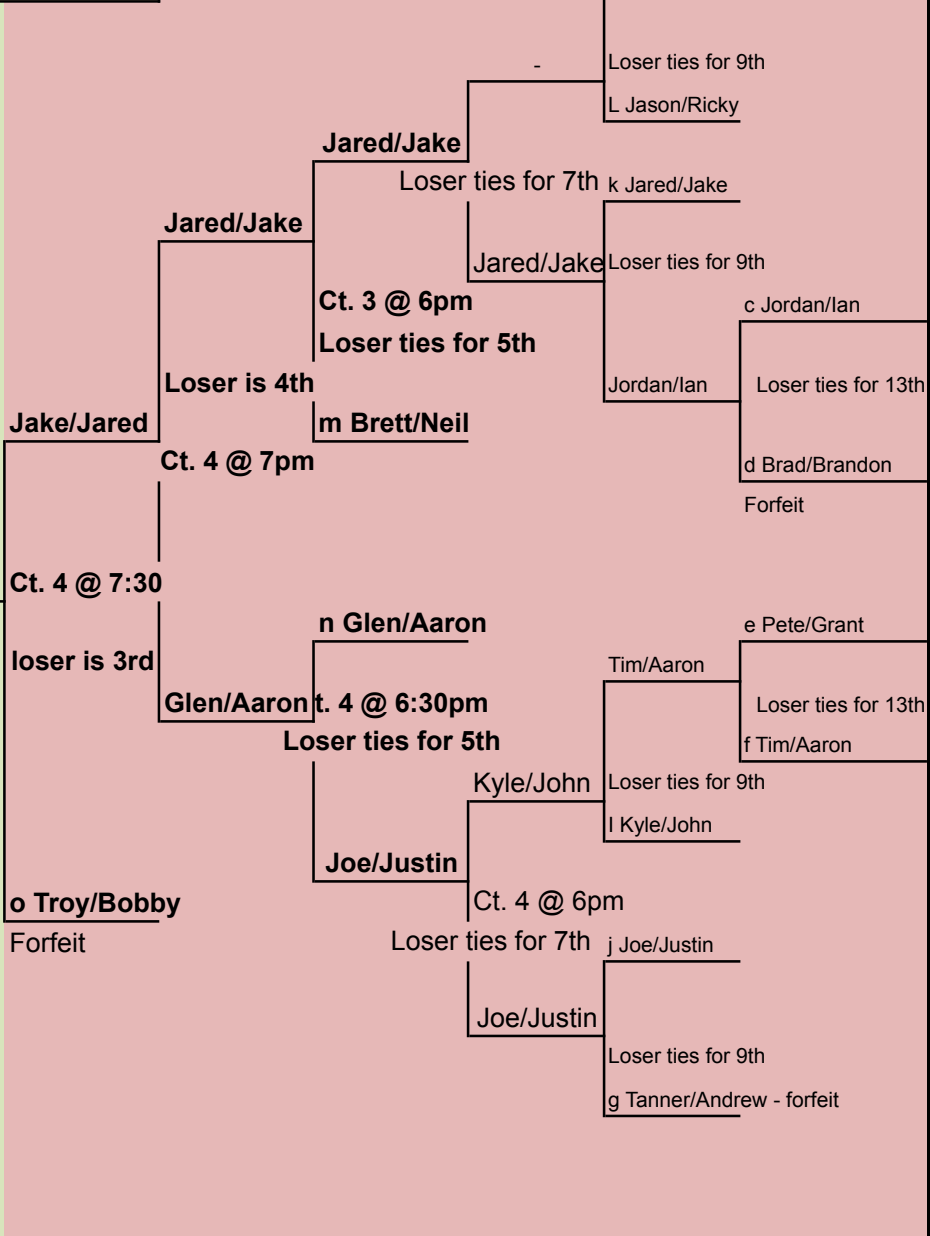 -
Loser ties for 9th
L Jason/Ricky
Jared/Jake
Loser ties for 7th
k Jared/Jake
Jared/Jake
Jared/Jake
Loser ties for 9th
Ct. 3 @ 6pm
c Jordan/Ian
Loser ties for 5th
Loser is 4th
Jordan/Ian
Loser ties for 13th
Jake/Jared
m Brett/Neil
Ct. 4 @ 7pm
d Brad/Brandon
Forfeit
Ct. 4 @ 7:30
n Glen/Aaron
e Pete/Grant
loser is 3rd
Tim/Aaron
Glen/Aaron
t. 4 @ 6:30pm
Loser ties for 13th
Loser ties for 5th
f Tim/Aaron
Kyle/John
Loser ties for 9th
l Kyle/John
Joe/Justin
o Troy/Bobby
Ct. 4 @ 6pm
Forfeit
Loser ties for 7th
j Joe/Justin
Joe/Justin
Loser ties for 9th
g Tanner/Andrew - forfeit